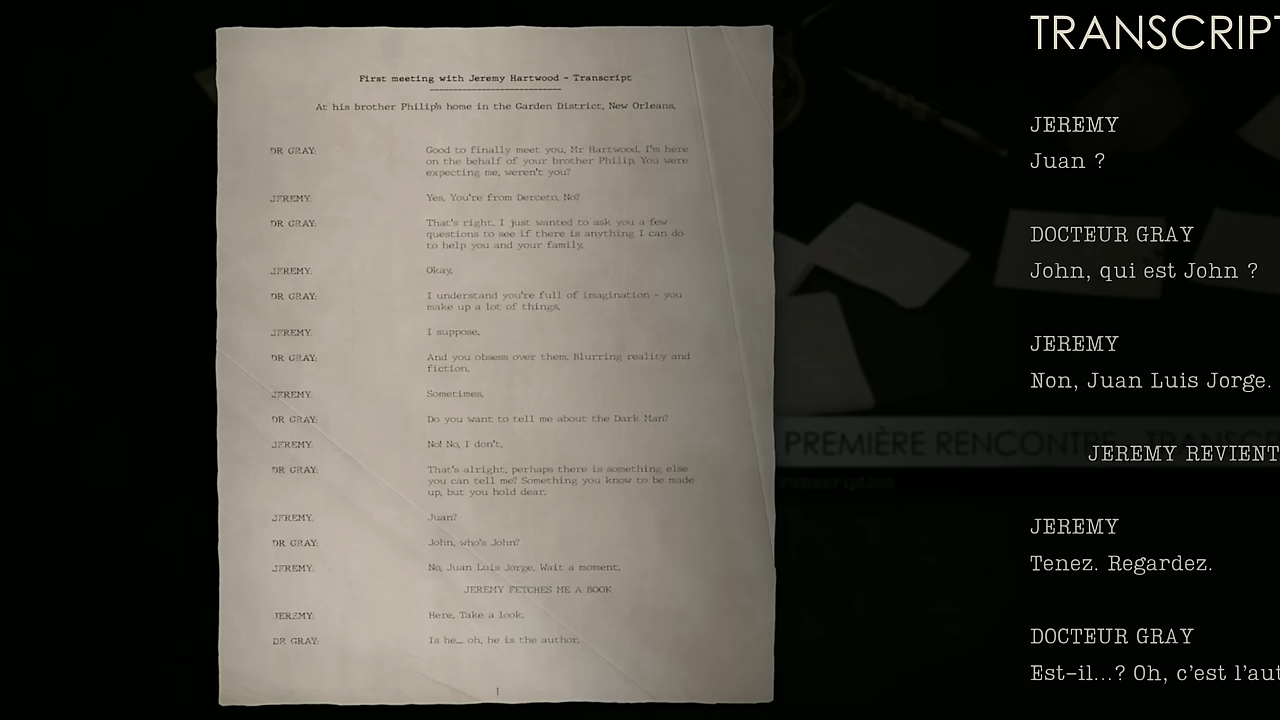 First meeting with Jeremy Hartwood - Transcript
At his brother Philip's home in the Garden District, New Orleans.
DR GRAY: Good to finally meet you, Mr Hartwood. I'm here
on the behalf of your brother Philip. You were
expecting me, weren't you?
JEREMY: Yes. You're from Derceto, No?
DR GRAY: That's right. I just wanted to ask you a few
questions to see if there is anything I can do
to help you and your family.
JEREMY: Okay.
DR GRAY: I understand you're full of imagination - you
make up a lot of things.
JEREMY: I suppose.
DR GRAY: And you obsess over them. Blurring reality and
fiction.
JEREMY: Sometimes.
DR GRAY: Do you want to tell me about the Dark Man?
JEREMY: No! No, I don't.
DR GRAY: That's alright, perhaps there is something else
you can tell me? Something you know to be made
up, but you hold dear.
JEREMY: Juan?
DR GRAY: John, who's John?
JEREMY: No, Juan Luis Jorge. Wait a moment.
JEREMY FETCHES ME A BOOK
JEREMY: Here. Take a look.
DR GRAY: Is he... oh, he is the author.
1
TRANSCRIPT
JEREMY
Juan ?
DOCTEUR GRAY
John, qui est John ?
JEREMY
Non, Juan Luis Jorge.
JEREMY REVIENT
JEREMY
Tenez. Regardez.
DOCTEUR GRAY
Est-il...? Oh, c'est l'aut
PREMIÈRE RENCONTRE - TRANSCR
Transcription